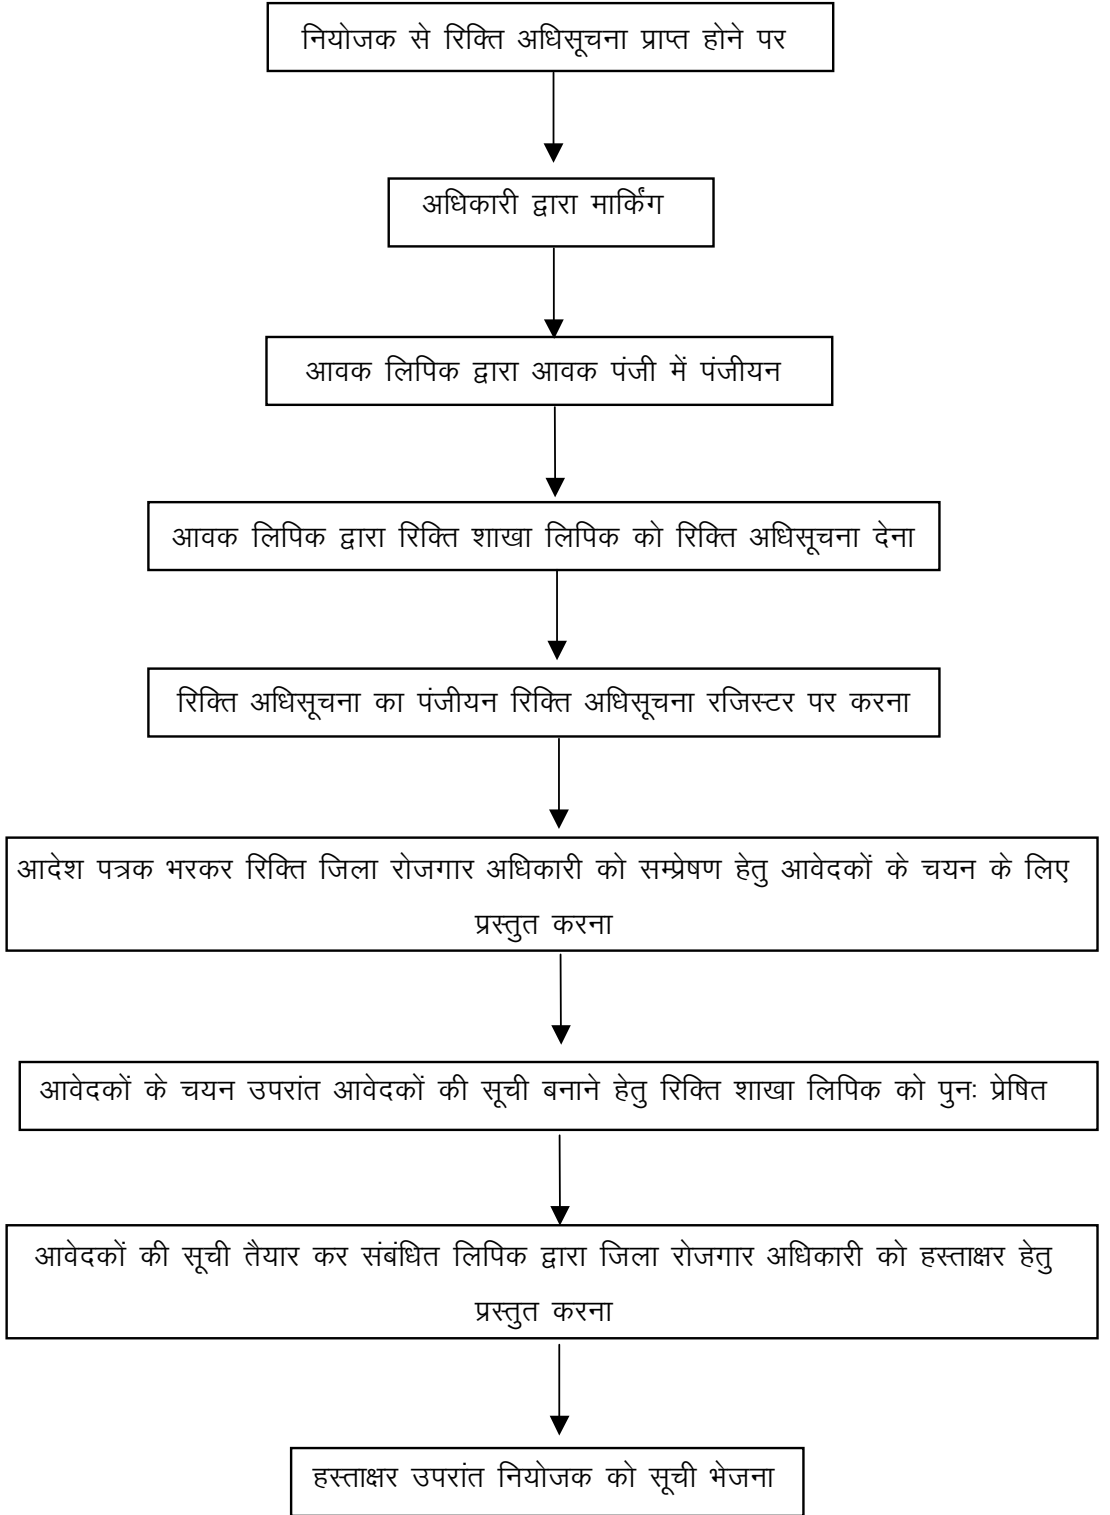 नियोजक से रिक्ति अधिसूचना प्राप्त होने पर
अधिकारी द्वारा मार्किंग
आवक लिपिक द्वारा आवक पंजी में पंजीयन
आवक लिपिक द्वारा रिक्ति शाखा लिपिक को रिक्ति अधिसूचना देना
रिक्ति अधिसूचना का पंजीयन रिक्ति अधिसूचना रजिस्टर पर करना
आदेश पत्रक भरकर रिक्ति जिला रोजगार अधिकारी को सम्प्रेषण हेतु आवेदकों के चयन के लिए
प्रस्तुत करना
आवेदकों के चयन उपरांत आवेदकों की सूची बनाने हेतु रिक्ति शाखा लिपिक को पुनः प्रेषित
आवेदकों की सूची तैयार कर संबंधित लिपिक द्वारा जिला रोजगार अधिकारी को हस्ताक्षर हेतु
प्रस्तुत करना
हस्ताक्षर उपरांत नियोजक को सूची भेजना